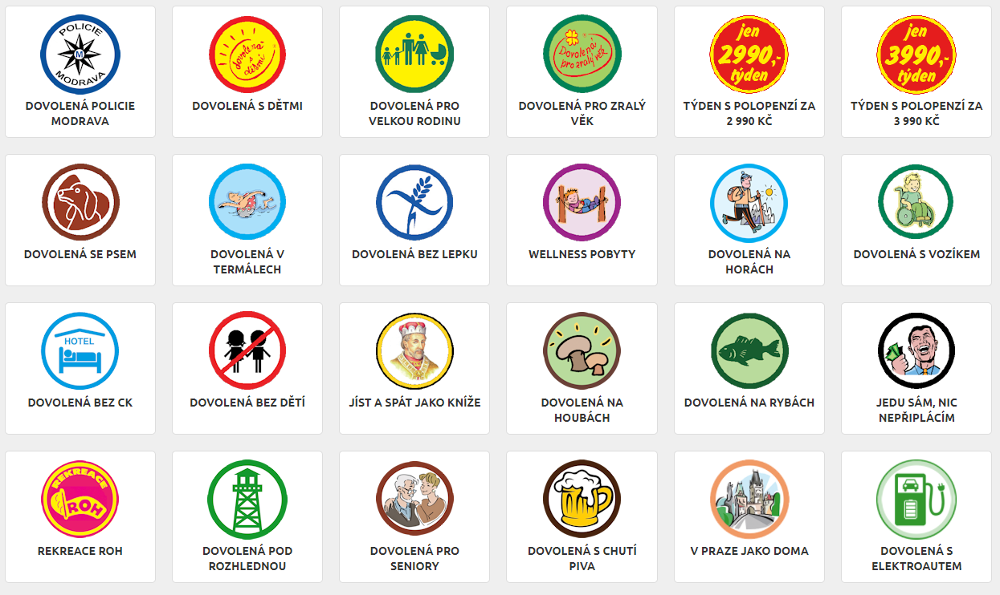 POLICIE
M
MODRAVA
DOVOLENÁ POLICIE
MODRAVA
dovolená
s
dětmi
DOVOLENÁ S DĚTMI
DOVOLENÁ PRO
VELKOU RODINU
Dovolená
pro zralý věk
DOVOLENÁ PRO ZRALÝ
VĚK
jen
2990,-
týden
TÝDEN S POLOPENZÍ ZA
2 990 KČ
jen
3990,-
týden
TÝDEN S POLOPENZÍ ZA
3 990 KČ
DOVOLENÁ SE PSEM
DOVOLENÁ V
TERMÁLECH
DOVOLENÁ BEZ LEPKU
WELLNESS POBYTY
DOVOLENÁ NA
HORÁCH
DOVOLENÁ S VOZÍKEM
HOTEL
DOVOLENÁ BEZ CK
DOVOLENÁ BEZ DĚTÍ
JÍST A SPÁT JAKO KNÍŽE
DOVOLENÁ NA
HOUBÁCH
DOVOLENÁ NA RYBÁCH
JEDU SÁM, NIC
NEPŘIPLÁCÍM
REKREACE
ROH
REKREACE ROH
DOVOLENÁ POD
ROZHLEDNOU
DOVOLENÁ PRO
SENIORY
DOVOLENÁ S CHUTÍ
PIVA
V PRAZE JAKO DOMA
DOVOLENÁ S
ELEKTROAUTEM